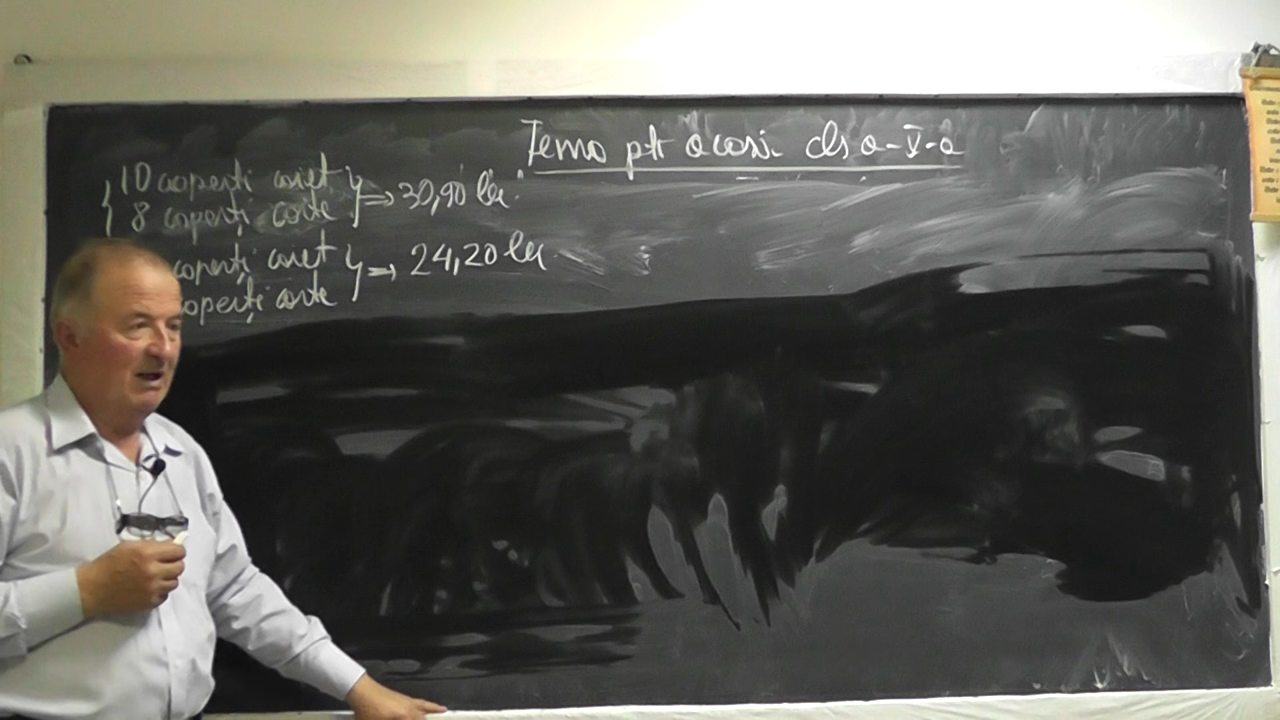 Tema pt acasă cls a-V-a
10 coperți caiet } => 30,90 lei
8 coperți carte
coperți caiet } => 24,20 lei
coperți carte